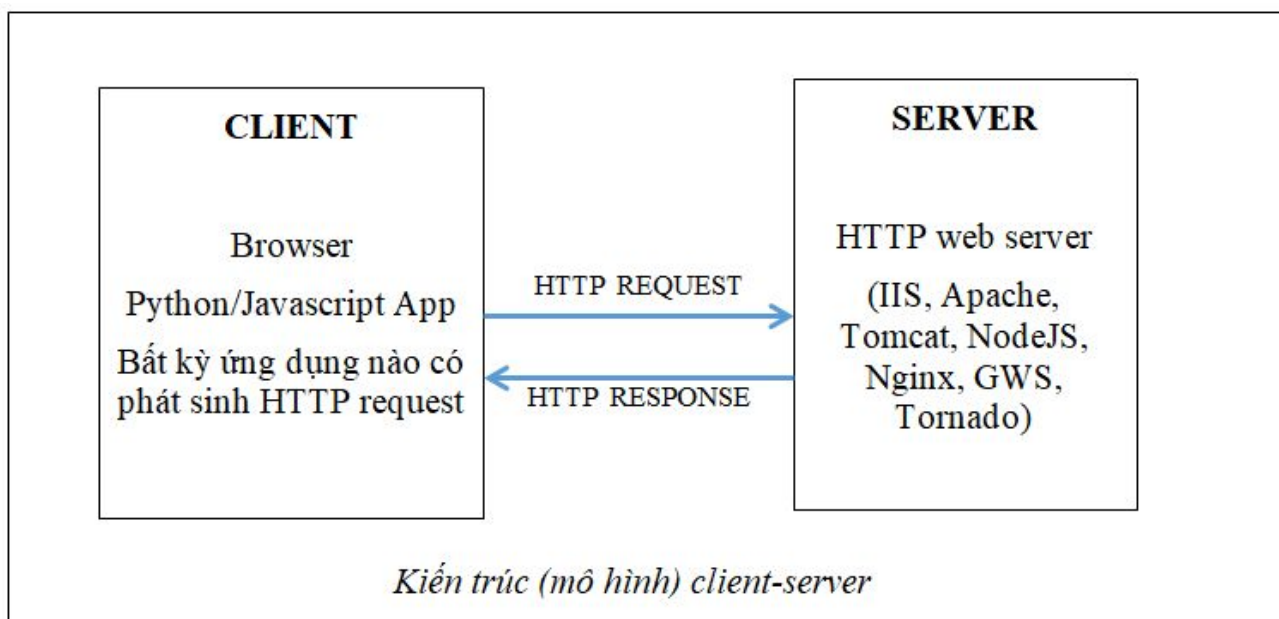 CLIENT
Browser
Python/Javascript App
Bất kỳ ứng dụng nào có
phát sinh HTTP request
HTTP REQUEST
HTTP RESPONSE
SERVER
HTTP web server
(IIS, Apache,
Tomcat, NodeJS,
Nginx, GWS,
Tornado)
Kiến trúc (mô hình) client-server